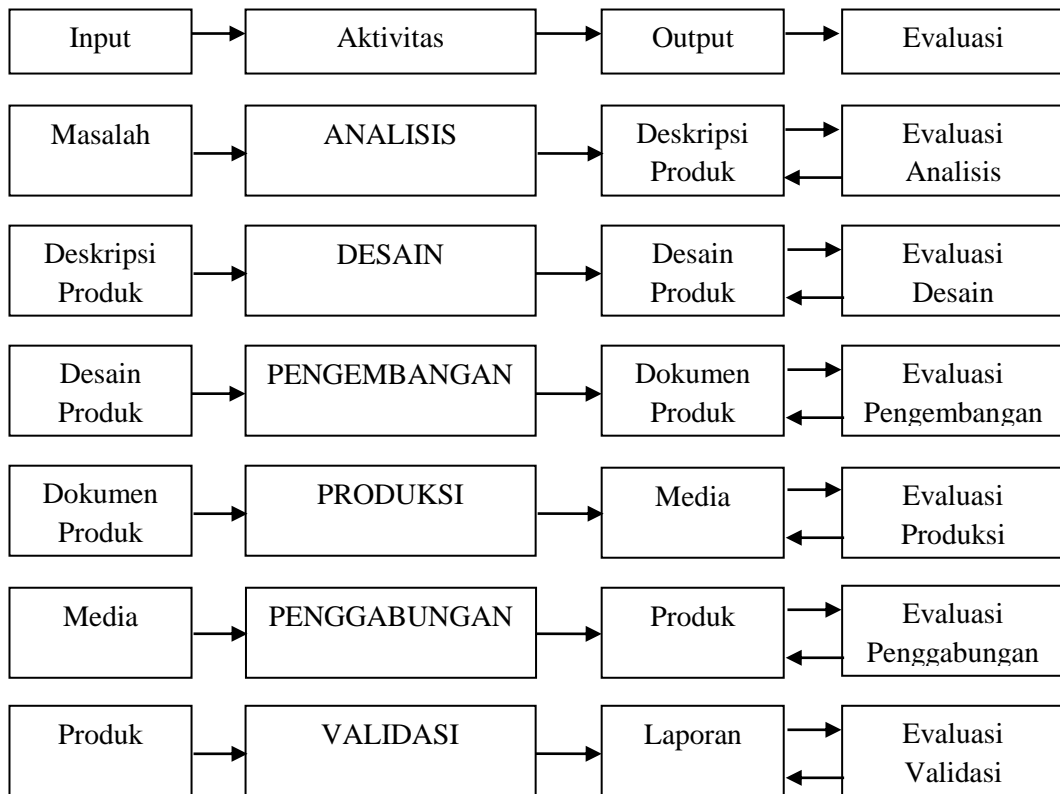 Input
Aktivitas
Output
Evaluasi
Masalah
ANALISIS
Deskripsi
Produk
Evaluasi
Analisis
Deskripsi
Produk
DESAIN
Desain
Produk
Evaluasi
Desain
Desain
Produk
PENGEMBANGAN
Dokumen
Produk
Evaluasi
Pengembangan
Dokumen
Produk
PRODUKSI
Media
Evaluasi
Produksi
Media
PENGGABUNGAN
Produk
Evaluasi
Penggabungan
Produk
VALIDASI
Laporan
Evaluasi
Validasi